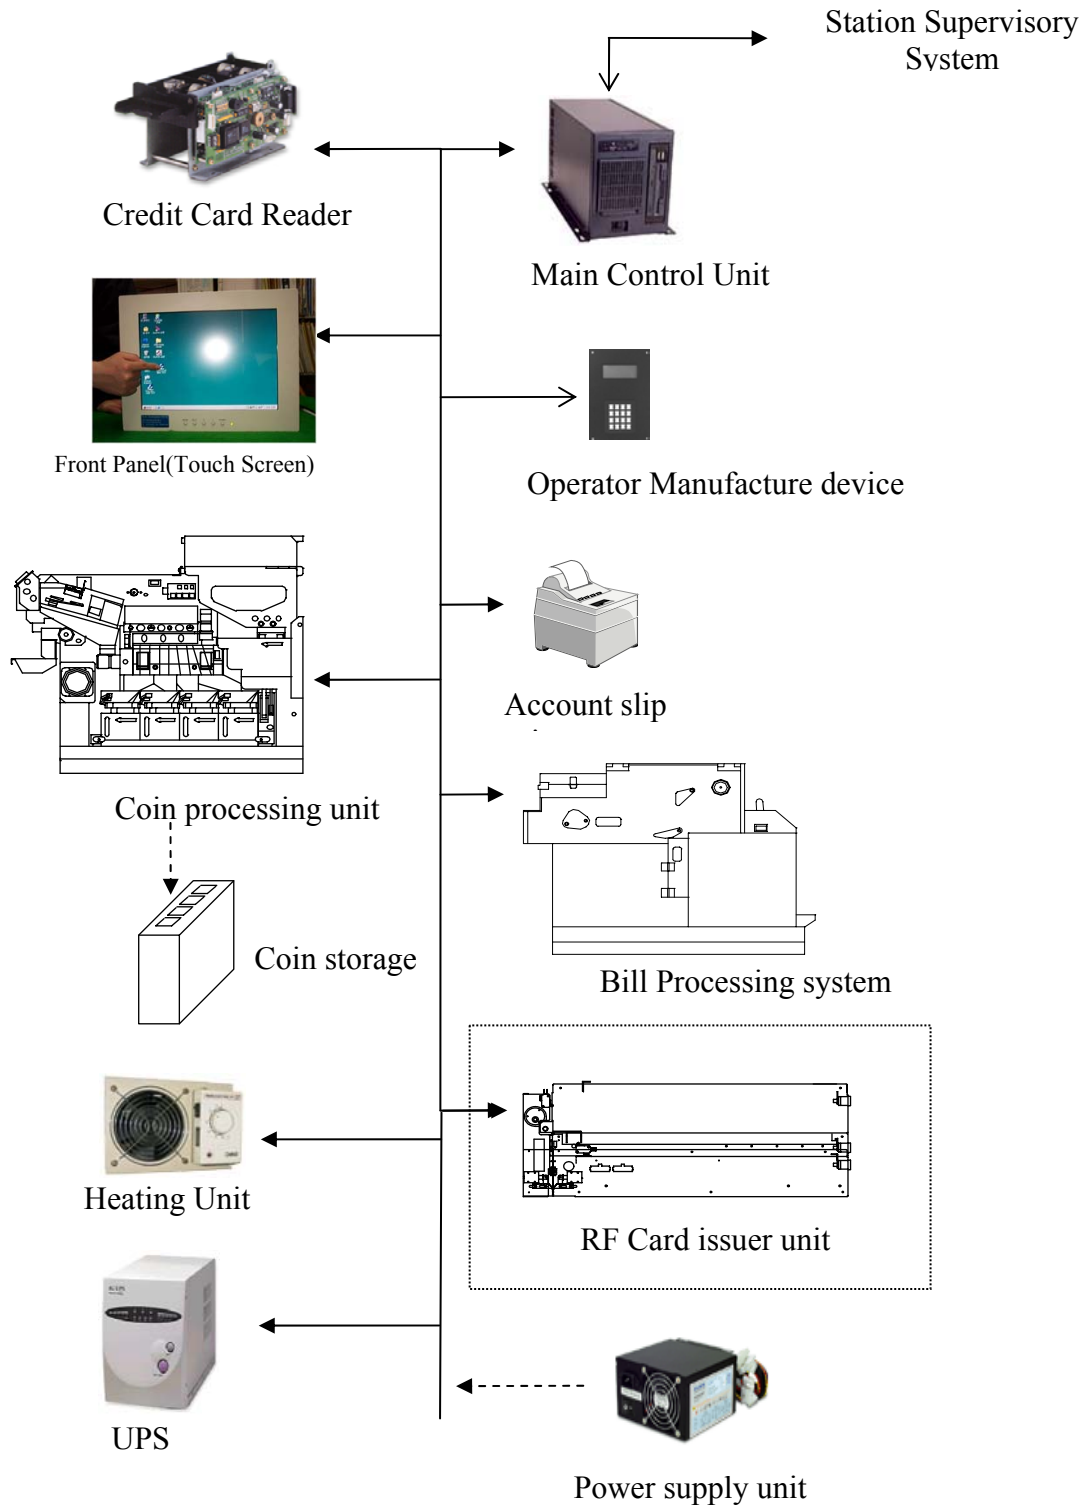 Station Supervisory
System
Credit Card Reader
Main Control Unit
Front Panel(Touch Screen)
Operator Manufacture device
Account slip
Coin processing unit
Coin storage
Bill Processing system
Heating Unit
RF Card issuer unit
UPS
Power supply unit